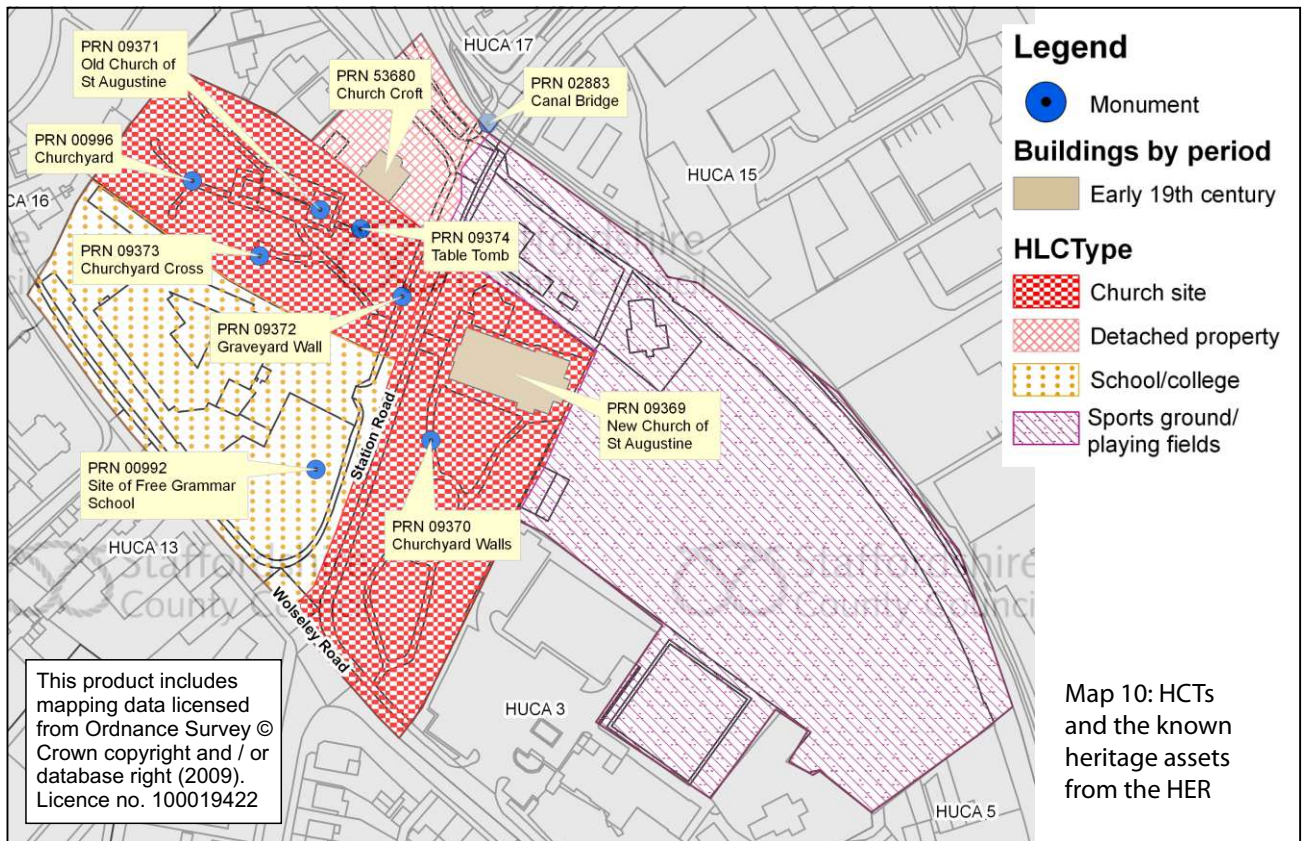 HUCA 17
PRN 09371
Old Church of
St Augustine
PRN 53680
Church Croft
PRN 02883
Canal Bridge
PRN 00996
Churchyard
HUCA 15
CA 16
PRN 09374
Table Tomb
PRN 09373
Churchyard Cross
PRN 09372
Graveyard Wall
PRN 09369
New Church of
St Augustine
Station Road
PRN 00992
Site of Free Grammar
School
PRN 09370
Churchyard Walls
HUCA 13
Staffordshire
County Council
Staffordshire
County Council
Wolseley Road
HUCA 3
HUCA 5
This product includes
mapping data licensed
from Ordnance Survey ©
Crown copyright and / or
database right (2009).
Licence no. 100019422
Legend
Monument
Buildings by period
Early 19th century
HLCType
Church site
Detached property
School/college
Sports ground/
playing fields
Map 10: HCTs
and the known
heritage assets
from the HER